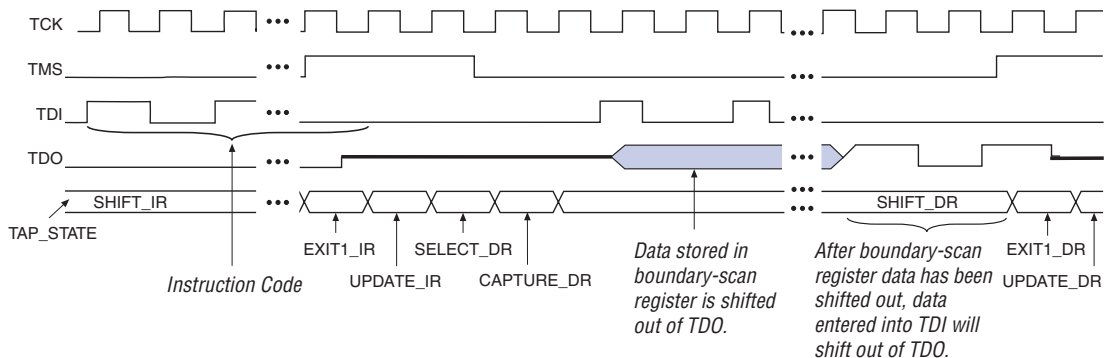 TCK
TMS
TDI
TDO
SHIFT_IR
SHIFT_DR
TAP_STATE
EXIT1_IR
SELECT_DR
EXIT1_DR
UPDATE_IR
CAPTURE_DR
UPDATE_DR
Instruction Code
Data stored in
boundary-scan
register is shifted
out of TDO.
After boundary-scan
register data has been
shifted out, data
entered into TDI will
shift out of TDO.